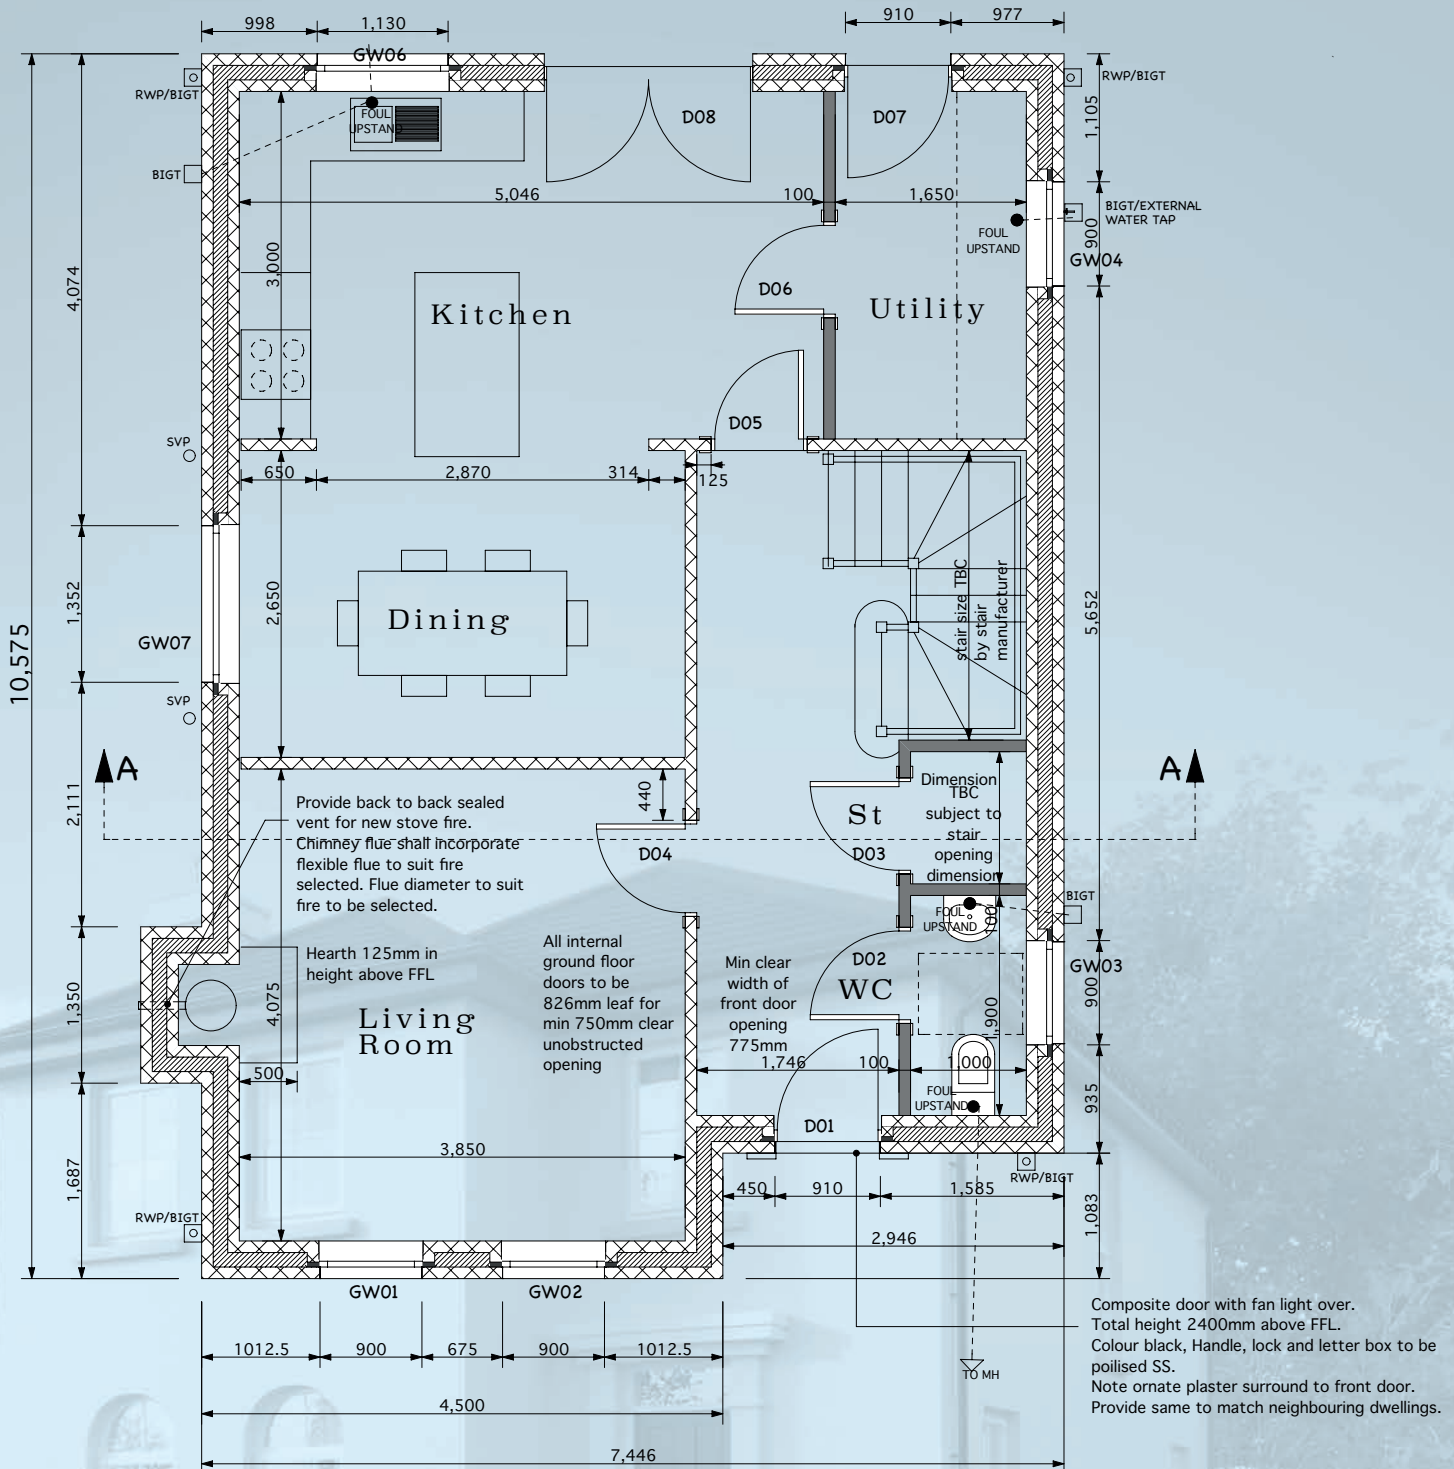 998
1,130
910
977
GW06
RWP/BIGT
RWP/BIGT
FOUL
UPSTAND
D08
D07
1,105
BIGT
5,046
100
1,650
BIGT/EXTERNAL
WATER TAP
FOUL
UPSTAND
900
GW04
4,074
3,000
D06
Kitchen
Utility
D05
SVP
650
2,870
314
125
10,575
1,352
GW07
2,650
Dining
stair size TBC
by stair
manufacturer
5,652
SVP
A
A
2,111
440
Provide back to back sealed
vent for new stove fire.
Chimney flue shall incorporate
flexible flue to suit fire
selected. Flue diameter to suit
fire to be selected.
D04
St
D03
Dimension
TBC
subject to
stair
opening
dimension
BIGT
100
FOUL
UPSTAND
Hearth 125mm in
height above FFL
All internal
ground floor
doors to be
826mm leaf for
min 750mm clear
unobstructed
opening
Min clear
width of
front door
opening
775mm
D02
WC
GW03
900
1,350
4,075
Living
Room
1,900
500
1,746
100
1,000
FOUL
UPSTAND
935
D01
3,850
1,687
450
910
1,585
RWP/BIGT
RWP/BIGT
1,083
2,946
GW01
GW02
1012.5
900
675
900
1012.5
TO MH
Composite door with fan light over.
Total height 2400mm above FFL.
Colour black, Handle, lock and letter box to be
poilised SS.
Note ornate plaster surround to front door.
Provide same to match neighbouring dwellings.
4,500
7,446